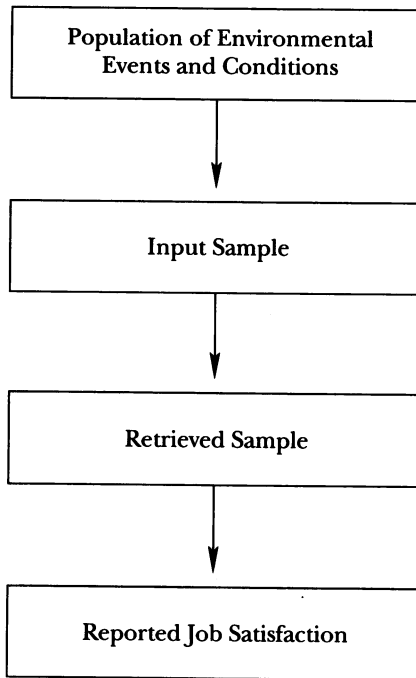 Population of Environmental
Events and Conditions
Input Sample
Retrieved Sample
Reported Job Satisfaction